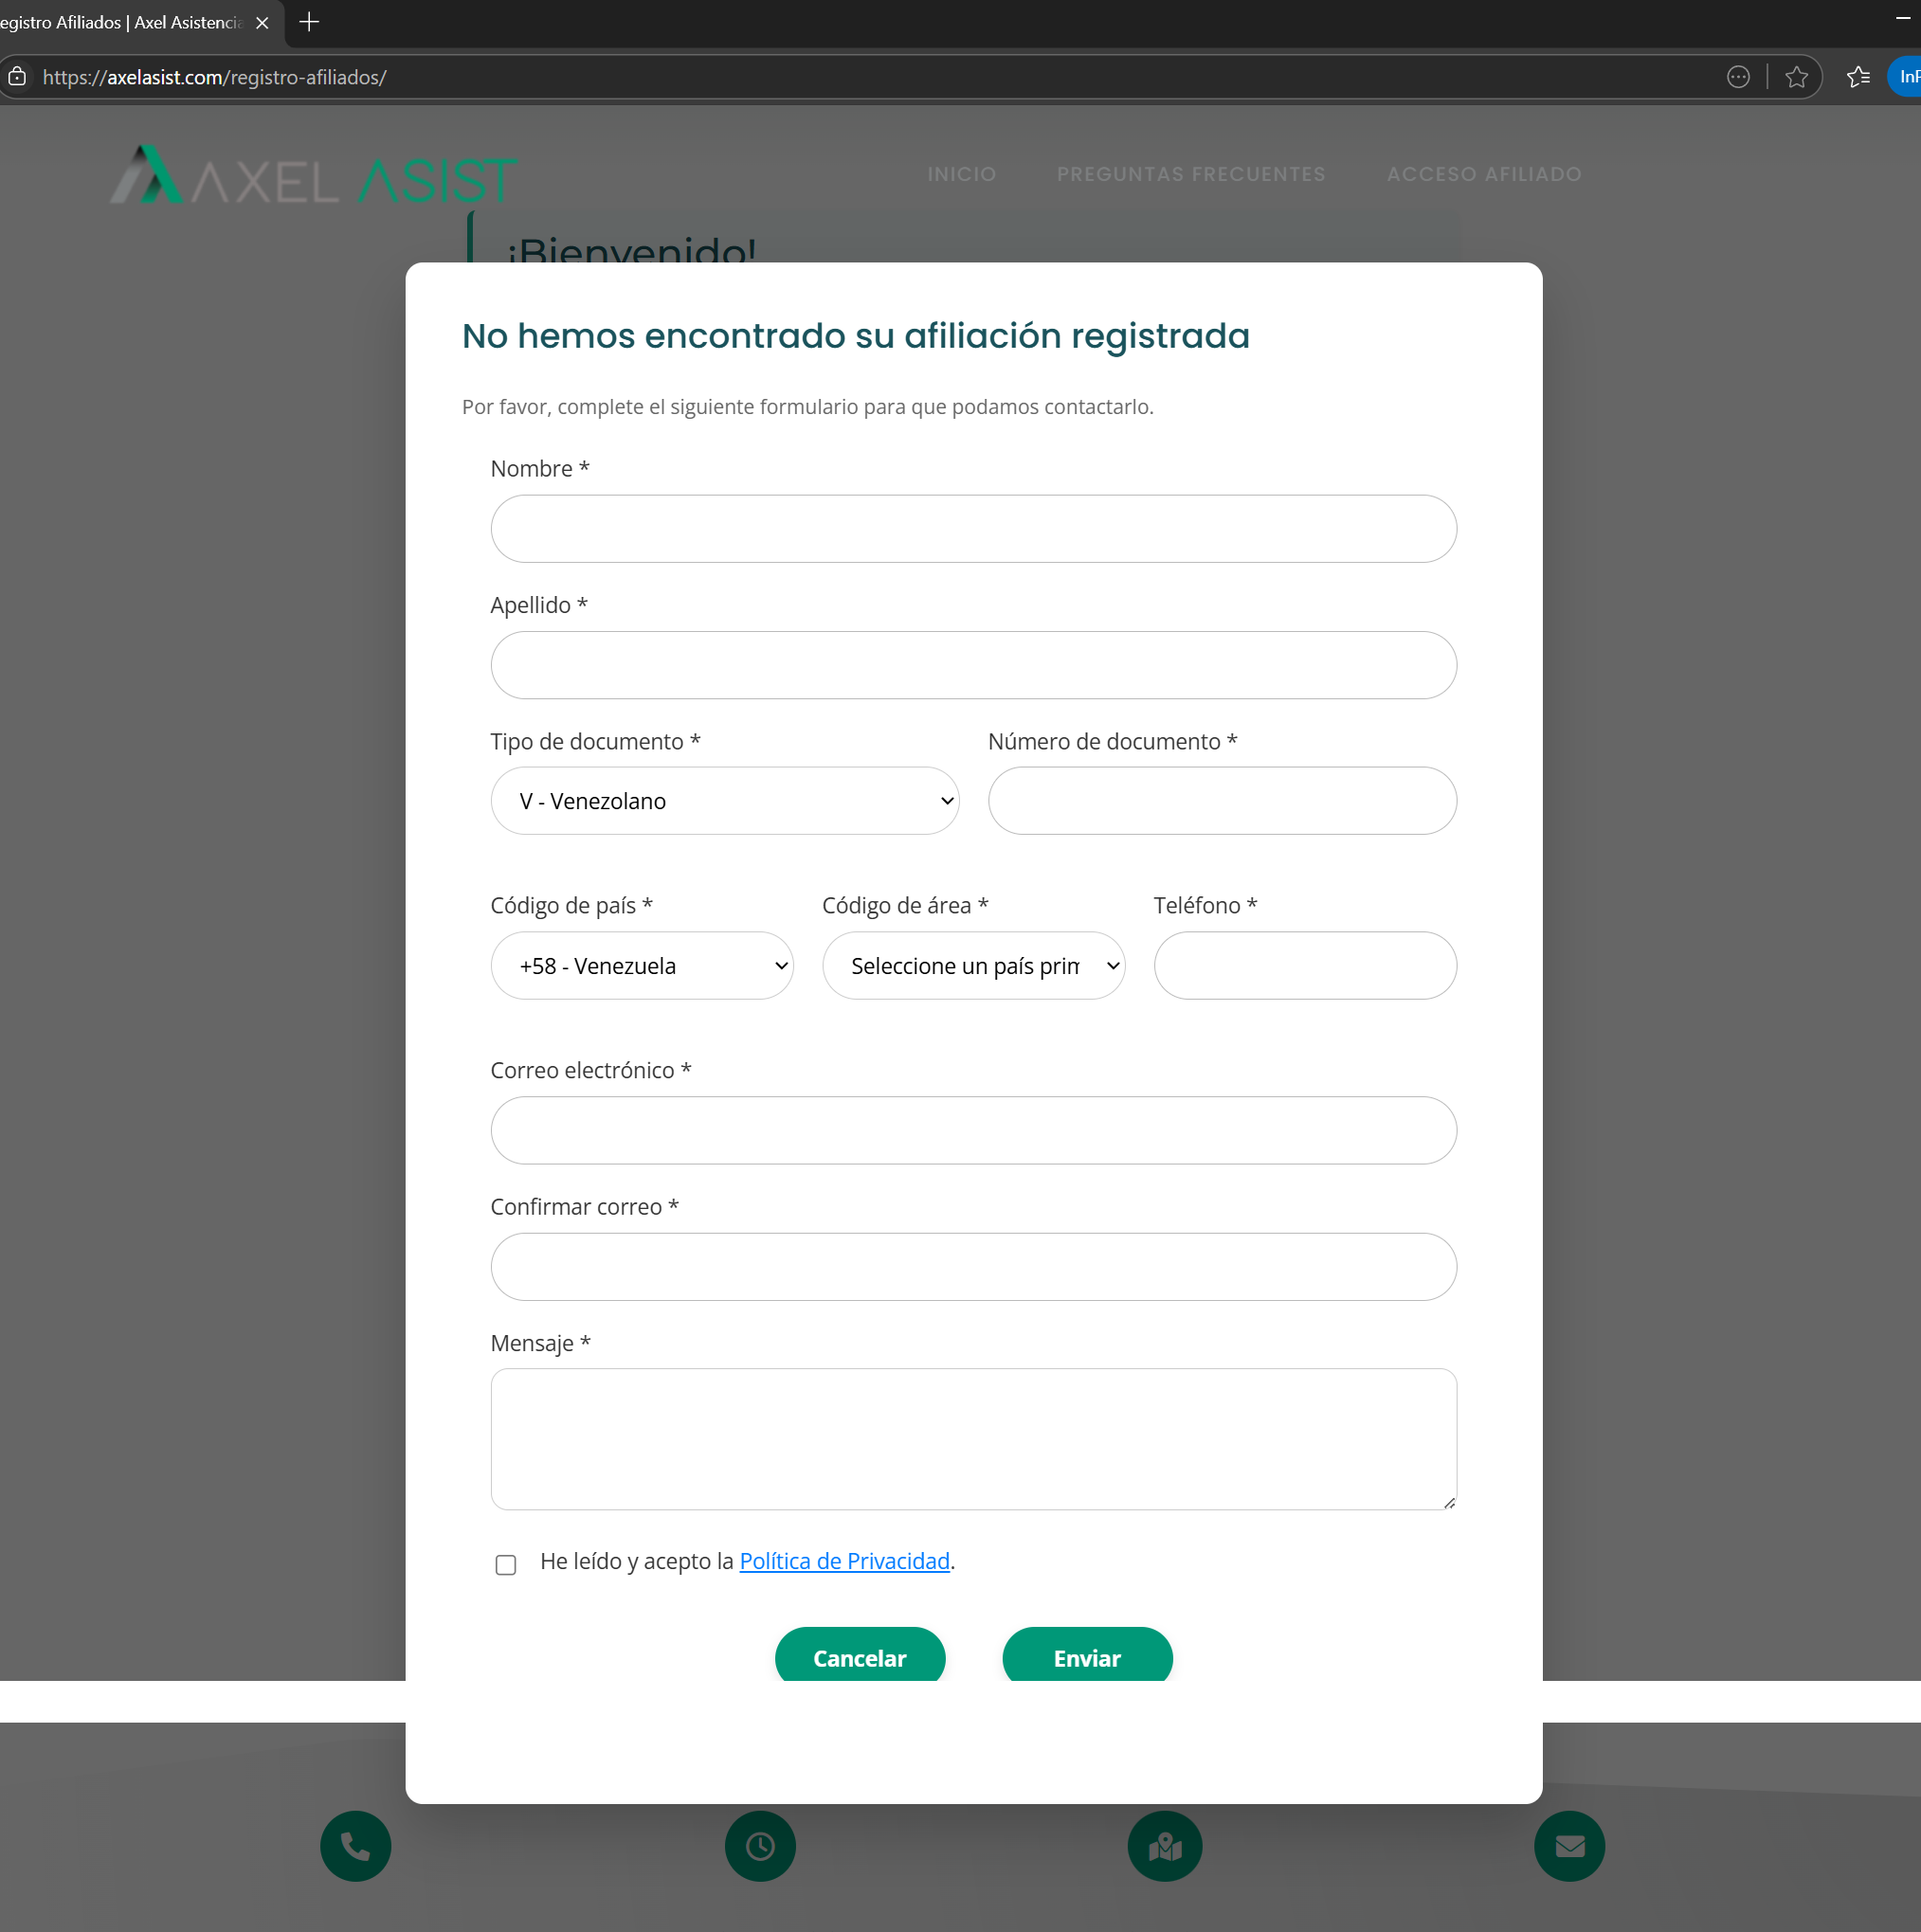 egistro Afiliados | Axel Asistencia
https://axelasist.com/registro-afiliados/
InP
AXEL ASIST
INICIO
PREGUNTAS FRECUENTES
ACCESO AFILIADO
¡Bienvenido!
No hemos encontrado su afiliación registrada
Por favor, complete el siguiente formulario para que podamos contactarlo.
Nombre *
Apellido *
Tipo de documento *
Número de documento *
V - Venezolano
Código de país *
Código de área *
Teléfono *
+58 - Venezuela
Seleccione un país prim
Correo electrónico *
Confirmar correo *
Mensaje *
He leído y acepto la Política de Privacidad.
Cancelar
Enviar